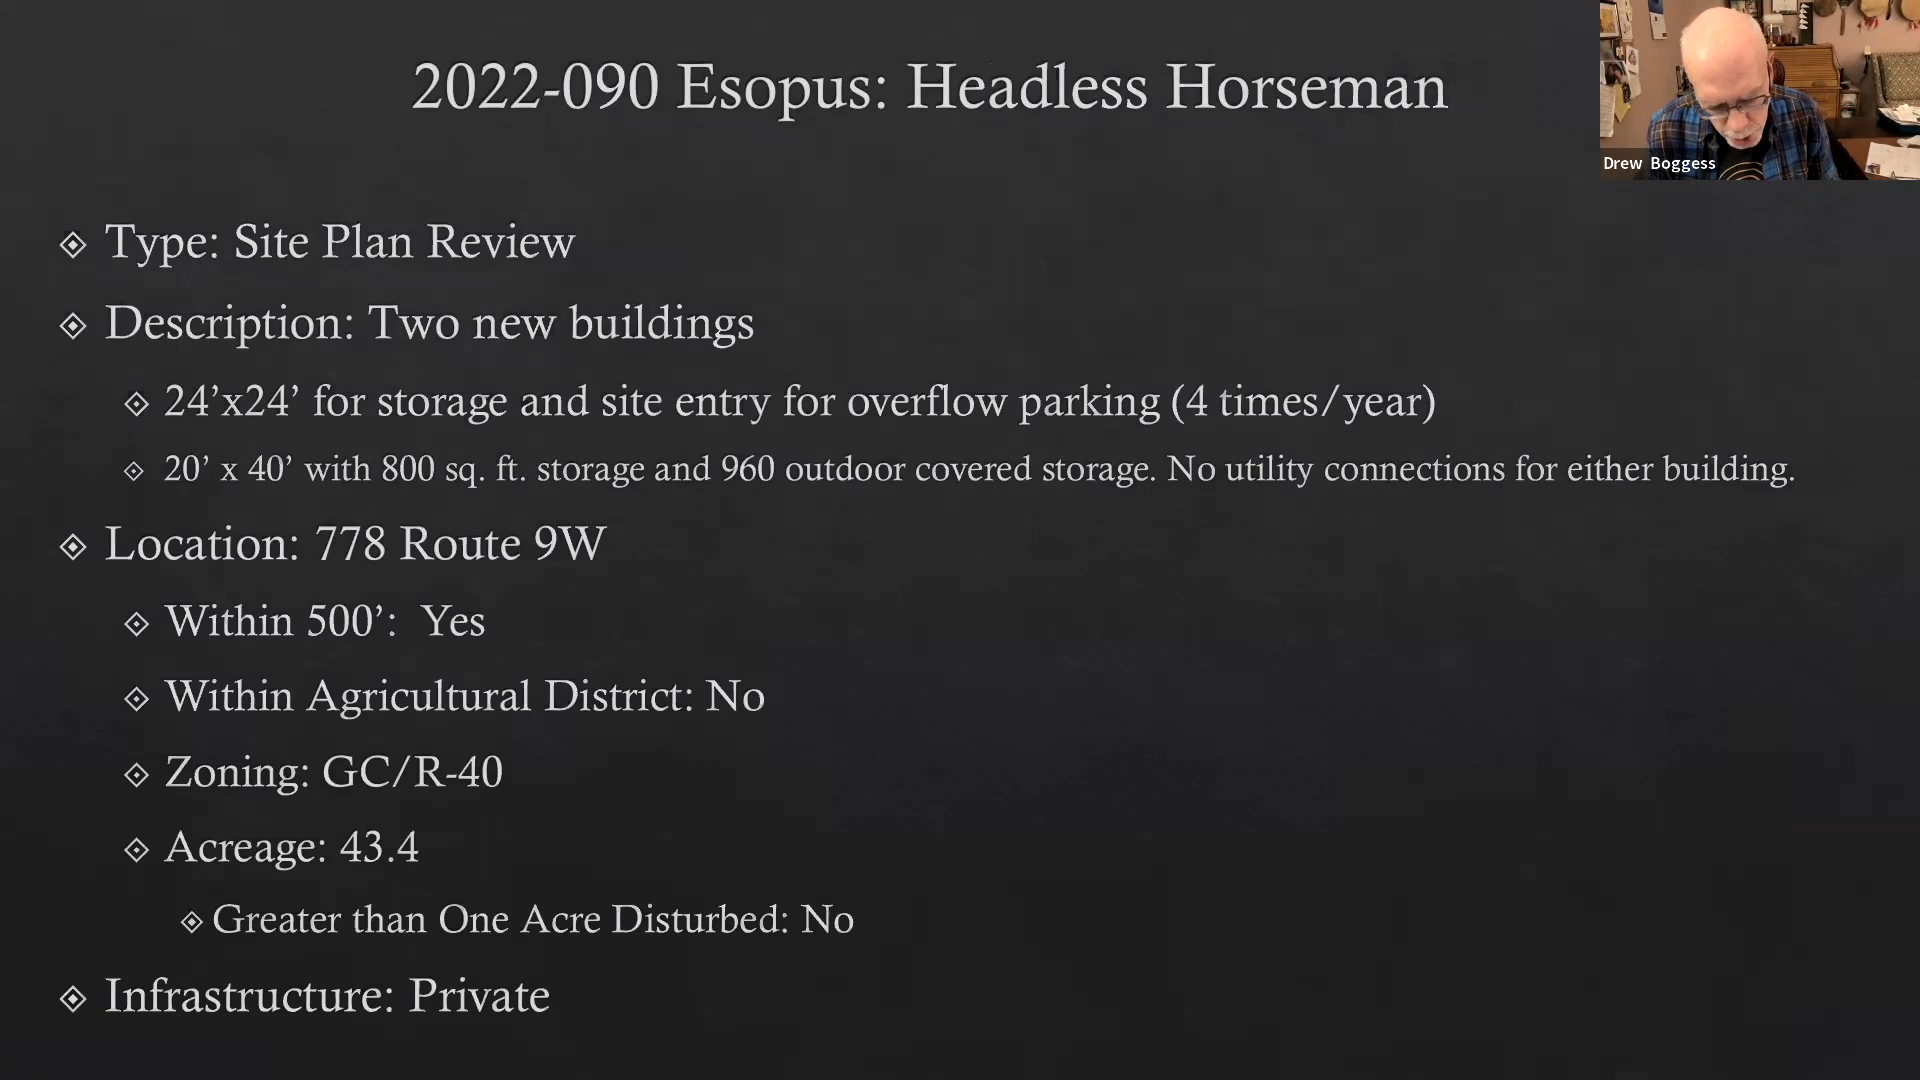 2022-090 Esopus: Headless Horseman
Drew Boggess
Type: Site Plan Review
Description: Two new buildings
24’x24’ for storage and site entry for overflow parking (4 times/year)
20’ x 40’ with 800 sq. ft. storage and 960 outdoor covered storage. No utility connections for either building.
Location: 778 Route 9W
Within 500’: Yes
Within Agricultural District: No
Zoning: GC/R-40
Acreage: 43.4
Greater than One Acre Disturbed: No
Infrastructure: Private